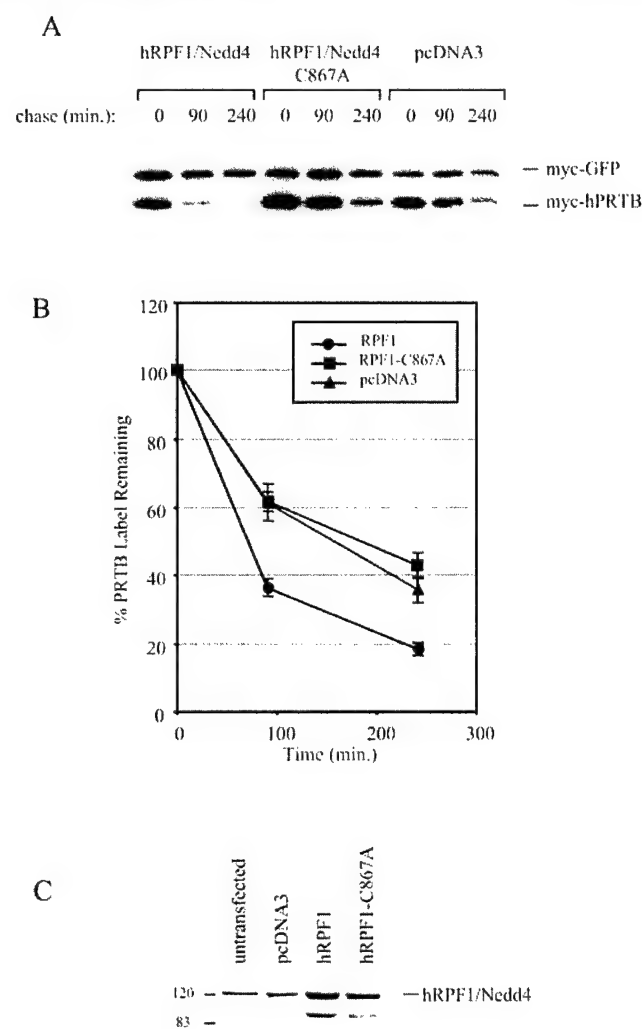 A
hRPF1/Nedd4 hRPF1/Nedd4 C867A pcDNA3
chase (min.): 0 90 240 0 90 240 0 90 240
myc-GFP
myc-hPRTB
B
120
RPF1
RPF1-C867A
pcDNA3
100
80
60
40
20
0
% PRTB Label Remaining
0 100 200 300
Time (min.)
C
untransfected
pcDNA3
hRPF1
hRPF1-C867A
120 hRPF1/Nedd4
83